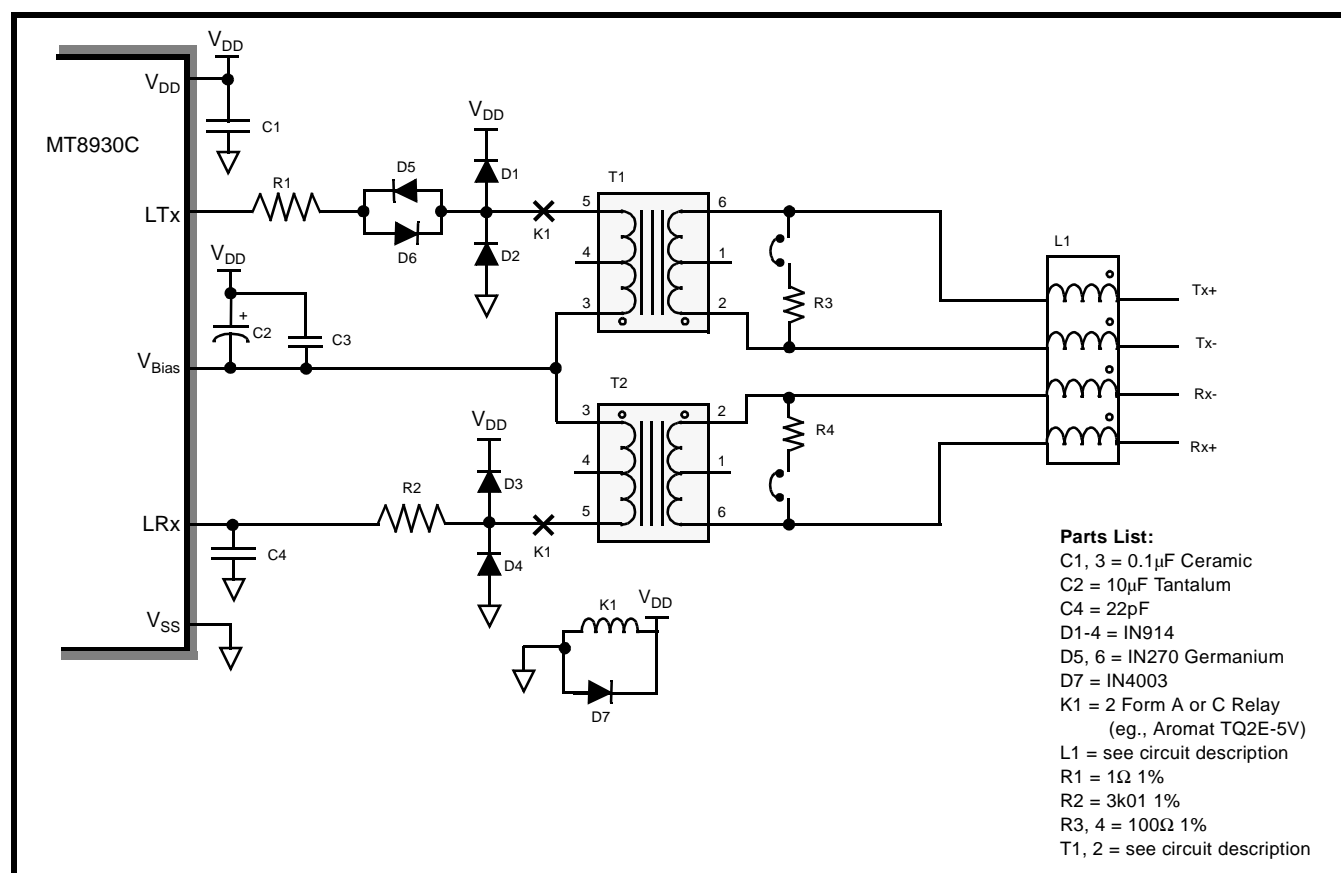 VDD
VDD
C1
MT8930C
VDD
D5
D1
T1
R1
5
6
LTx
K1
L1
D6
D2
4
1
VDD
Tx+
R3
3
2
+
C2
C3
Tx-
VBias
T2
Rx-
VDD
3
2
R4
Rx+
4
1
R2
D3
LRx
5
6
K1
C4
D4
VSS
K1
VDD
D7
Parts List:
C1, 3 = 0.1μF Ceramic
C2 = 10μF Tantalum
C4 = 22pF
D1-4 = IN914
D5, 6 = IN270 Germanium
D7 = IN4003
K1 = 2 Form A or C Relay
(eg., Aromat TQ2E-5V)
L1 = see circuit description
R1 = 1Ω 1%
R2 = 3k01 1%
R3, 4 = 100Ω 1%
T1, 2 = see circuit description